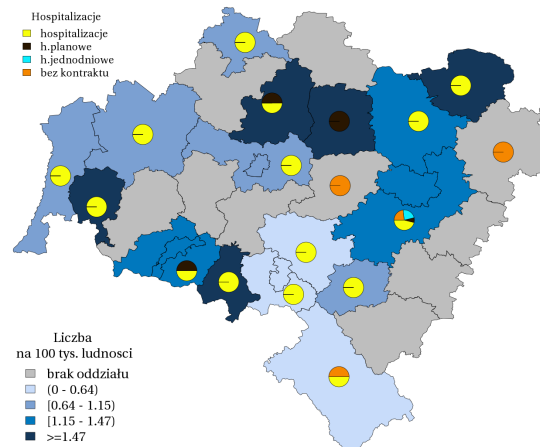 Hospitalizacje
hospitalizacje
h.planowe
h.jednodniowe
bez kontraktu
Liczba
na 100 tys. ludnosci
brak oddziału
(0 - 0.64)
[0.64 - 1.15)
[1.15 - 1.47)
>=1.47